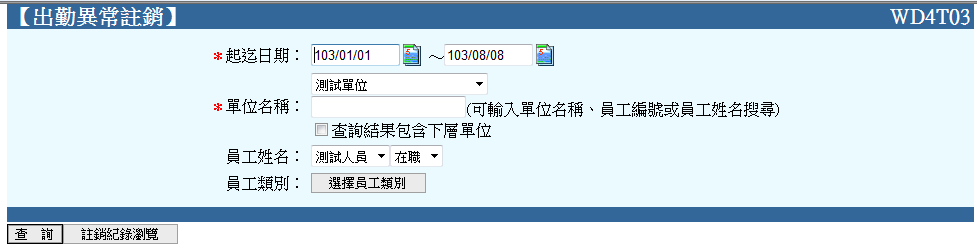 【出勤異常註銷】 WD4T03
*起迄日期： 103/01/01 ～ 103/08/08
測試單位
*單位名稱： (可輸入單位名稱、員工編號或員工姓名搜尋)
查詢結果包含下層單位
員工姓名： 測試人員 在職
員工類別： 選擇員工類別
查 詢 註銷紀錄瀏覽